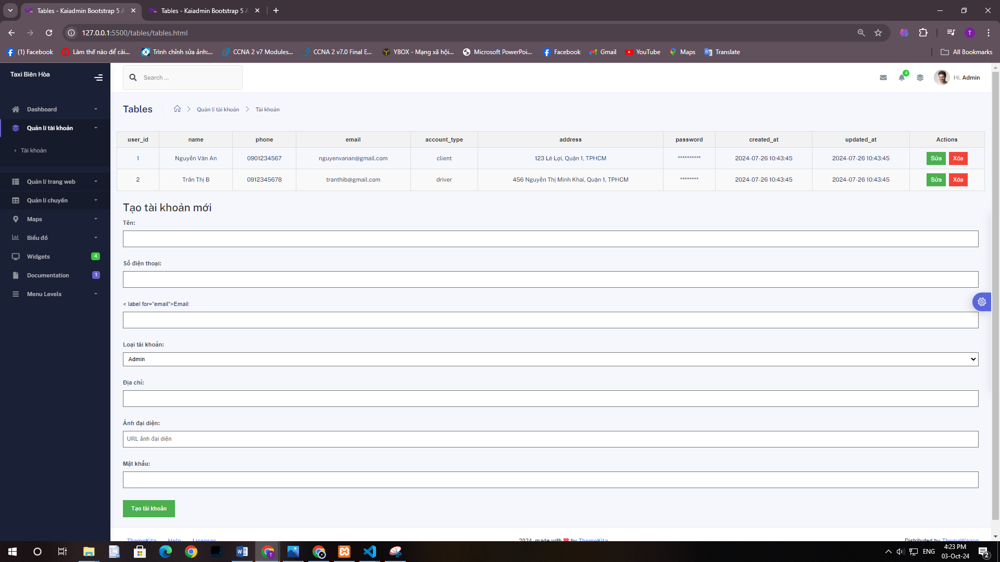 Tables - Kaiadmin Bootstrap 5 A
Tables - Kaiadmin Bootstrap 5 A
127.0.0.1:5500/tables/tables.html
T
(1) Facebook
Làm thế nào để cài...
Trình chỉnh sửa ảnh:...
CCNA 2 v7 Modules...
CCNA 2 v7.0 Final E...
YBOX - Mạng xã hội...
Microsoft PowerPoi...
Facebook
Gmail
YouTube
Maps
Translate
All Bookmarks
Taxi Biên Hòa
Search ...
4
Hi, Admin
Dashboard
Quản lí tài khoản
Tài khoản
Quản lí trang web
Quản lí chuyến
Maps
Biểu đồ
Widgets 4
Documentation 1
Menu Levels
Tables
Quản lí tài khoản
Tài khoản
user_id name phone email account_type address password created_at updated_at Actions
1 Nguyễn Văn An 0901234567 nguyenvanan@gmail.com client 123 Lê Lợi, Quận 1, TPHCM ********** 2024-07-26 10:43:45 2024-07-26 10:43:45 Sửa Xóa
2 Trần Thị B 0912345678 tranthib@gmail.com driver 456 Nguyễn Thị Minh Khai, Quận 1, TPHCM ******** 2024-07-26 10:43:45 2024-07-26 10:43:45 Sửa Xóa
Tạo tài khoản mới
Tên:
Số điện thoại:
< label for="email">Email:
Loại tài khoản:
Admin
Địa chỉ:
Ảnh đại diện:
URL ảnh đại diện
Mật khẩu:
Tạo tài khoản
ThemeKita Help Licenses
2024, made with ❤ by ThemeKita
Distributed by ThemeWagon
T
ENG
4:23 PM
03-Oct-24
2